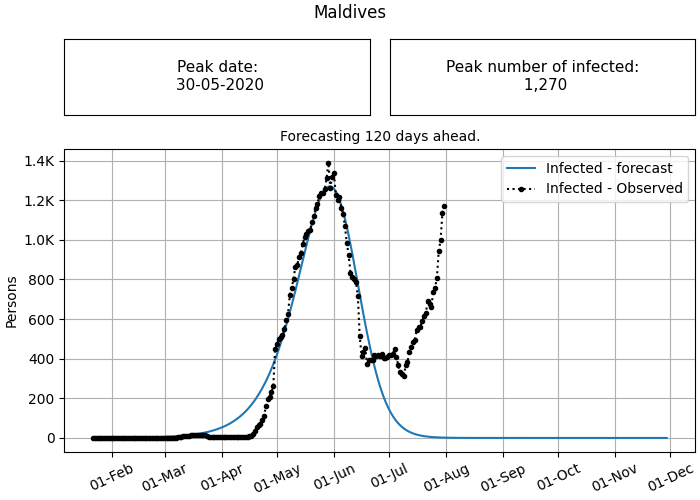 Maldives
Peak date:
30-05-2020
Peak number of infected:
1,270
Forecasting 120 days ahead.
1.4K
1.2K
1.0K
800
600
400
200
0
Persons
Infected - forecast
Infected - Observed
01-Feb
01-Mar
01-Apr
01-May
01-Jun
01-Jul
01-Aug
01-Sep
01-Oct
01-Nov
01-Dec